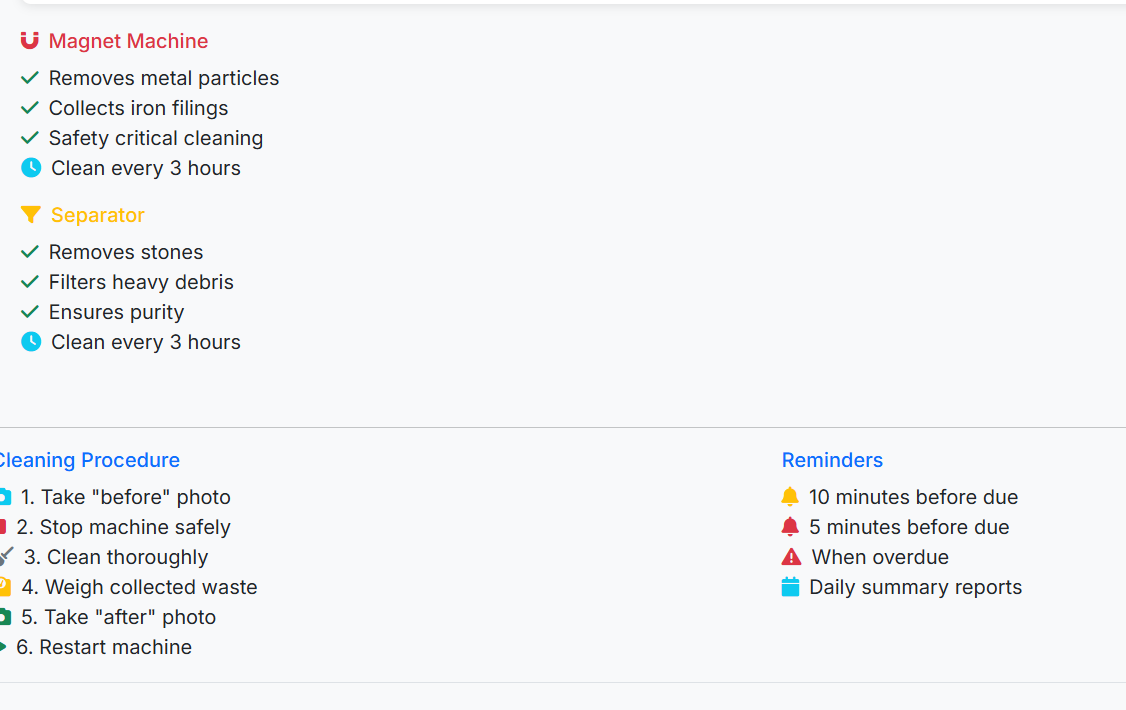 Magnet Machine
Removes metal particles
Collects iron filings
Safety critical cleaning
Clean every 3 hours
Separator
Removes stones
Filters heavy debris
Ensures purity
Clean every 3 hours
Cleaning Procedure
1. Take "before" photo
2. Stop machine safely
3. Clean thoroughly
4. Weigh collected waste
5. Take "after" photo
6. Restart machine
Reminders
10 minutes before due
5 minutes before due
When overdue
Daily summary reports